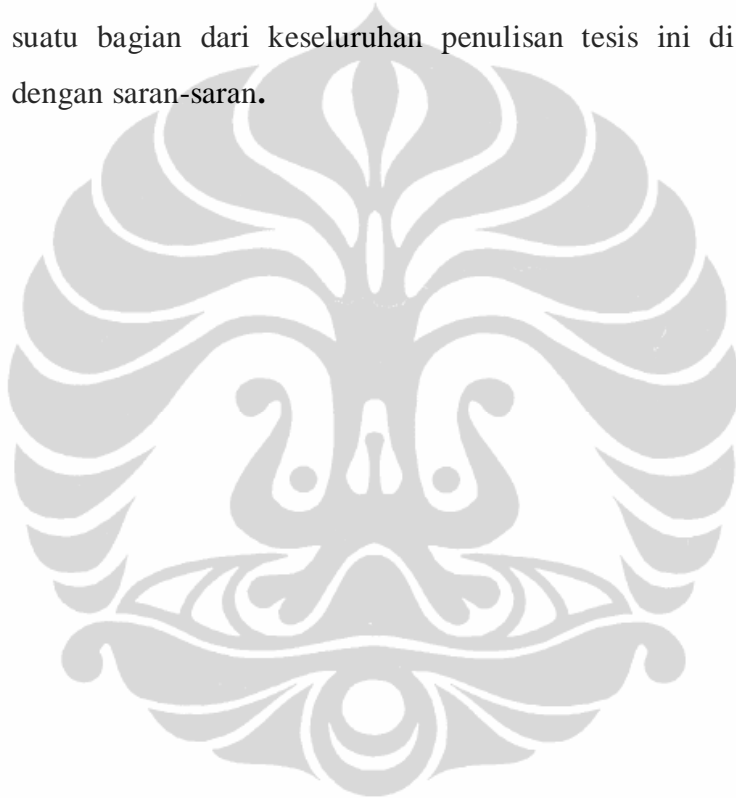 suatu bagian dari keseluruhan penulisan tesis ini di
dengan saran-saran.